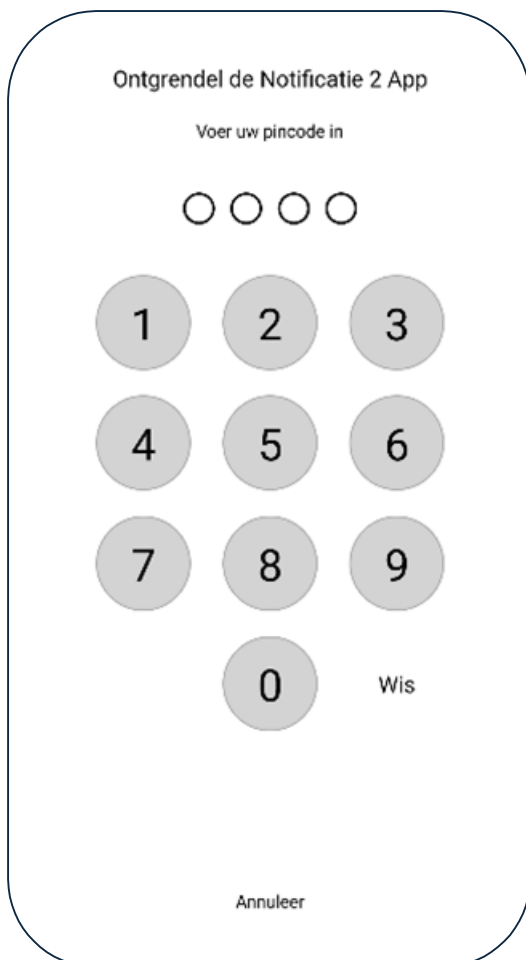 Ontgrendel de Notificatie 2 App
Voer uw pincode in
1 2 3
4 5 6
7 8 9
0 Wis
Annuleer